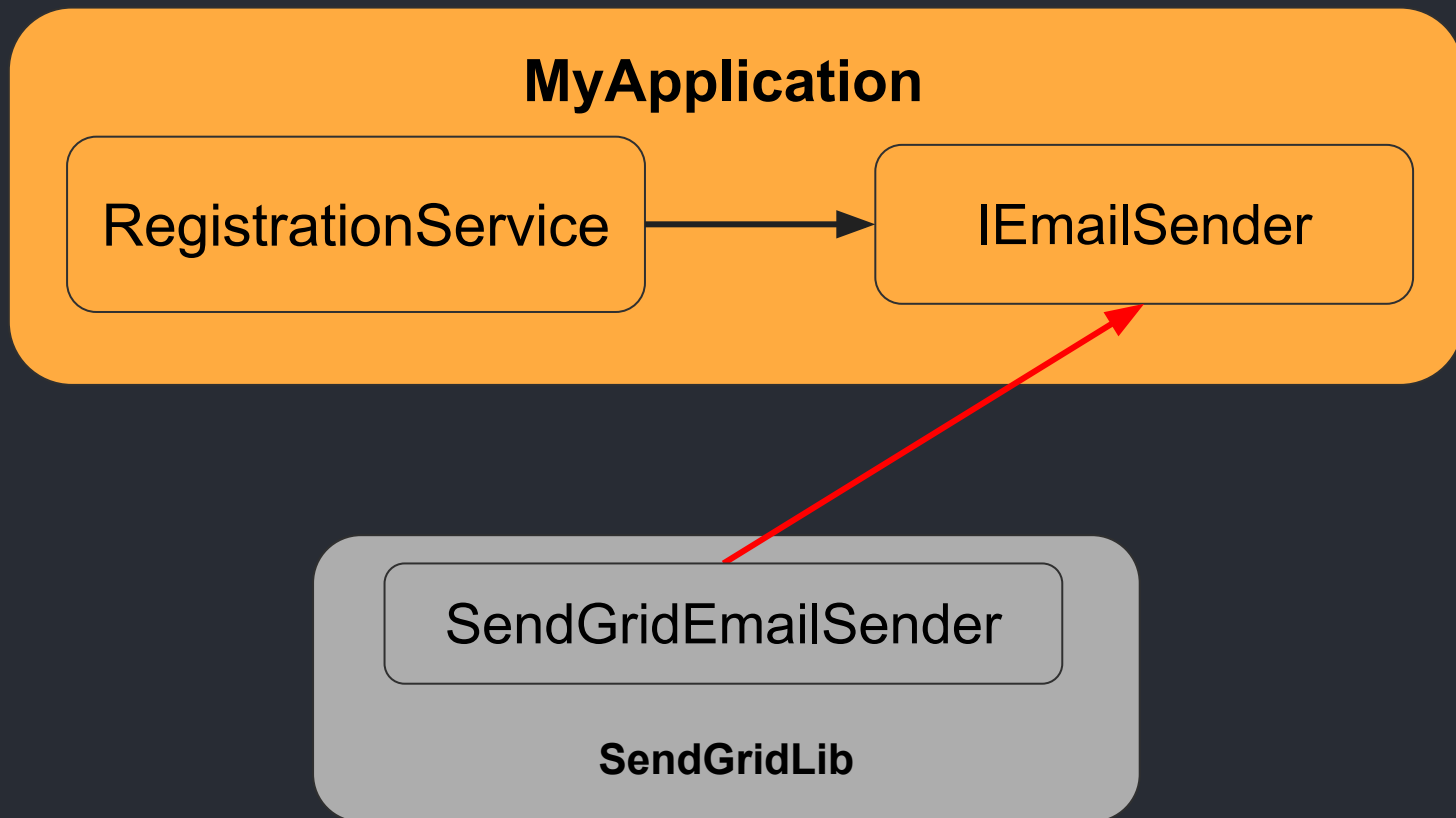 MyApplication
RegistrationService
IEmailSender
SendGridEmailSender
SendGridLib